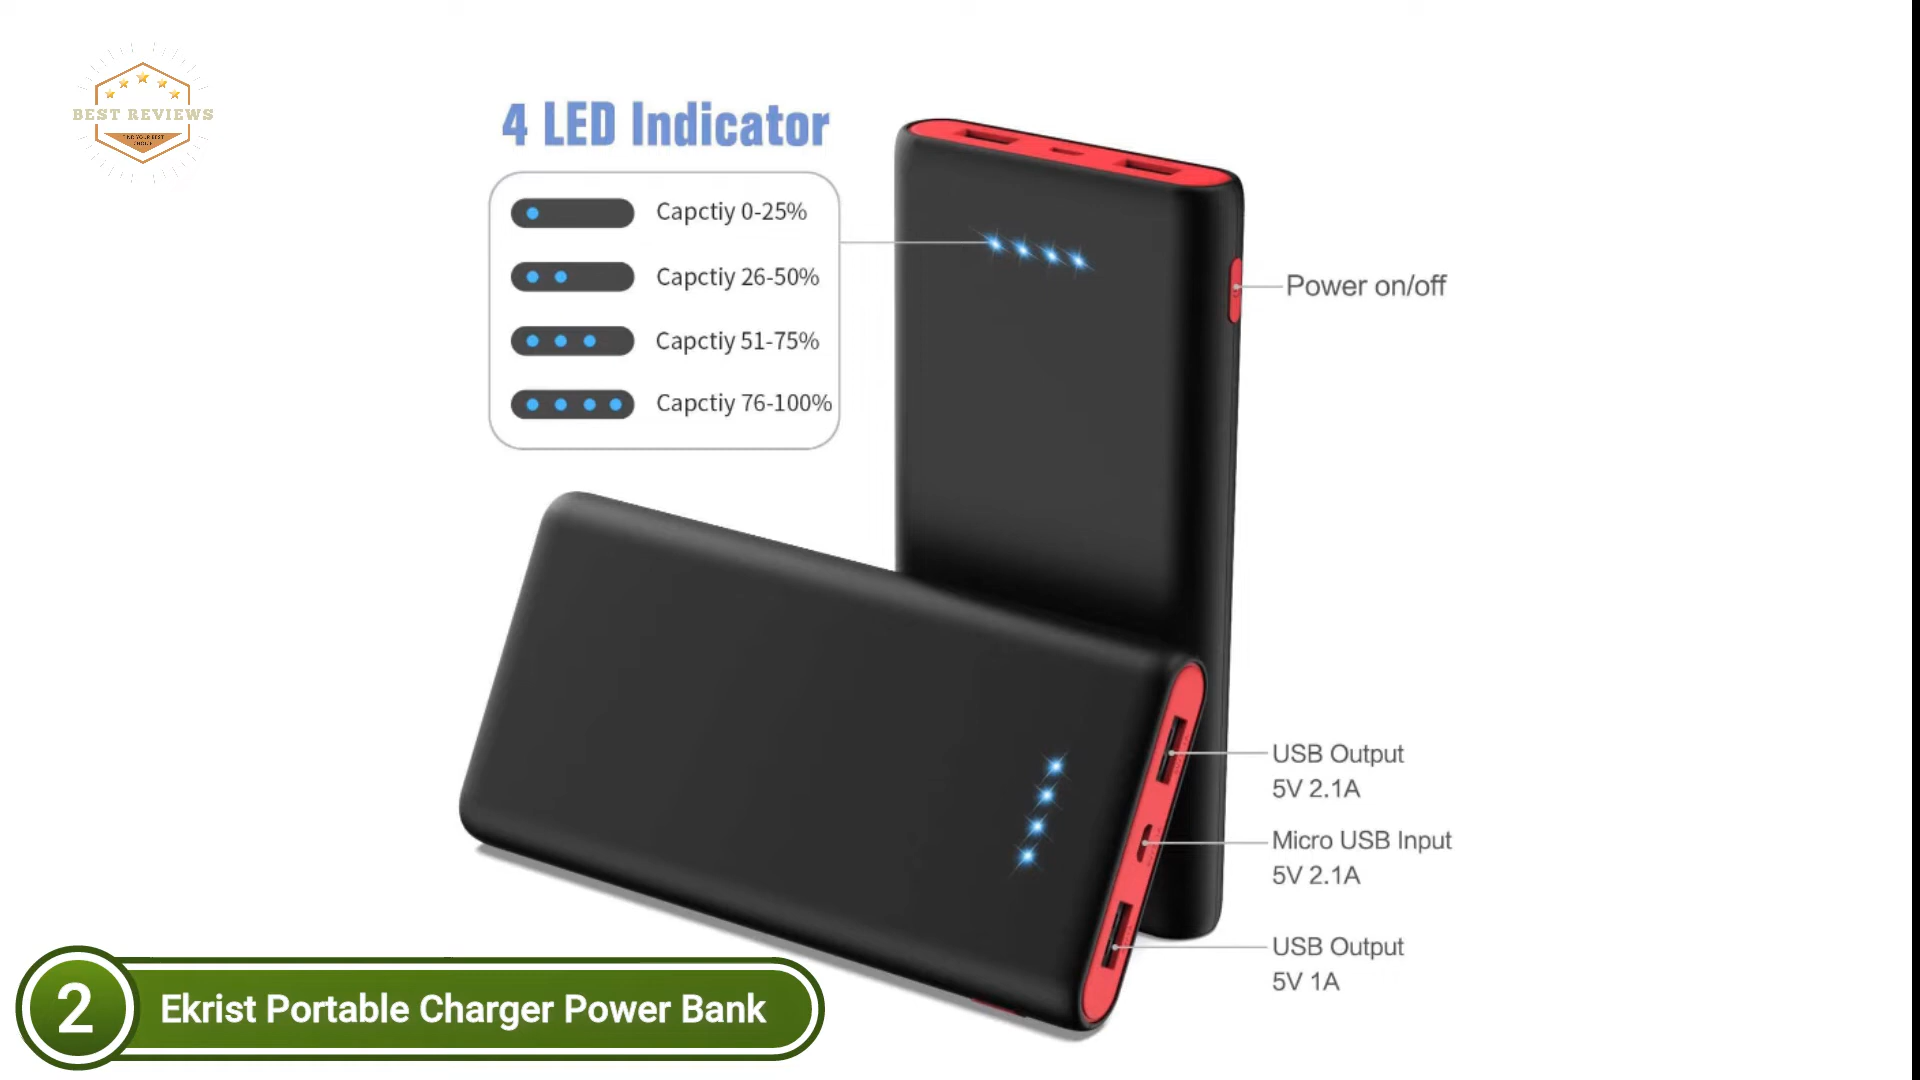 BEST REVIEWS
4 LED Indicator
Capctiy 0-25%
Capctiy 26-50%
Capctiy 51-75%
Capctiy 76-100%
Power on/off
USB Output
5V 2.1A
Micro USB Input
5V 2.1A
USB Output
5V 1A
2
Ekrist Portable Charger Power Bank